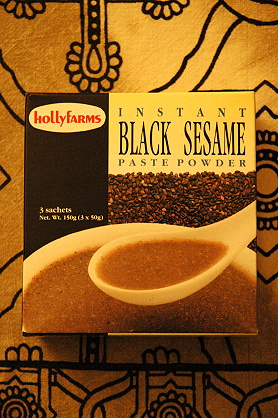 hollyfarms
INSTANT
BLACK SESAME
PASTE POWDER
3 sachets
Net. Wt. 150g (3 x 50g)